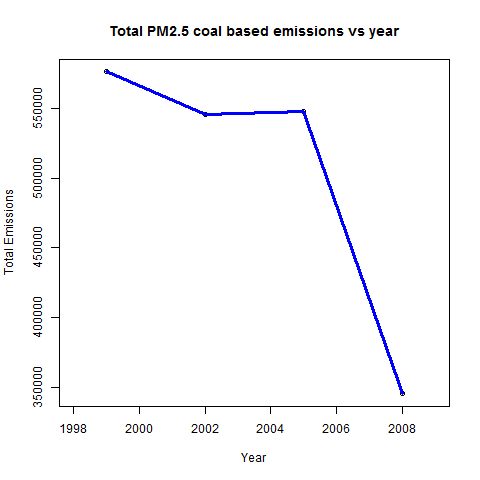 Total PM2.5 coal based emissions vs year
Total Emissions
550000
500000
450000
400000
350000
1998 2000 2002 2004 2006 2008
Year